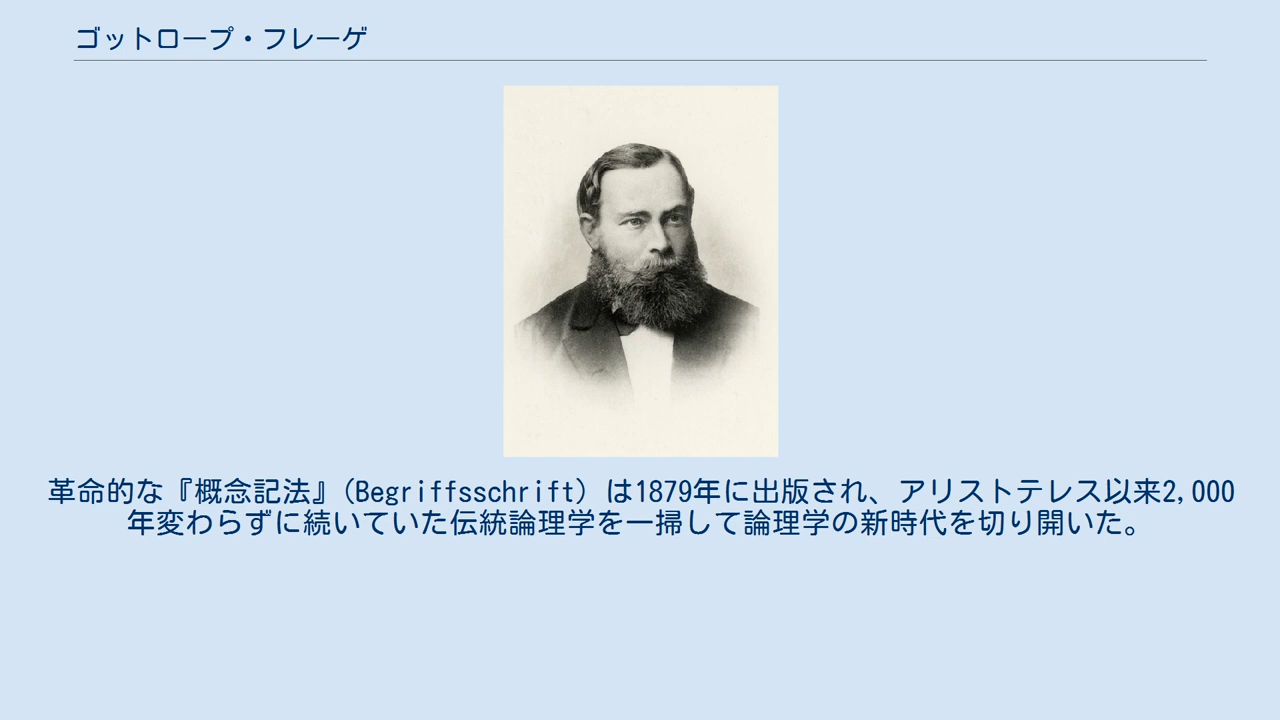 ゴットロープ・フレーゲ
革命的な『概念記法』(Begriffsschrift) は1879年に出版され、アリストテレス以来2,000
年変わらずに続いていた伝統論理学を一掃して論理学の新時代を切り開いた。